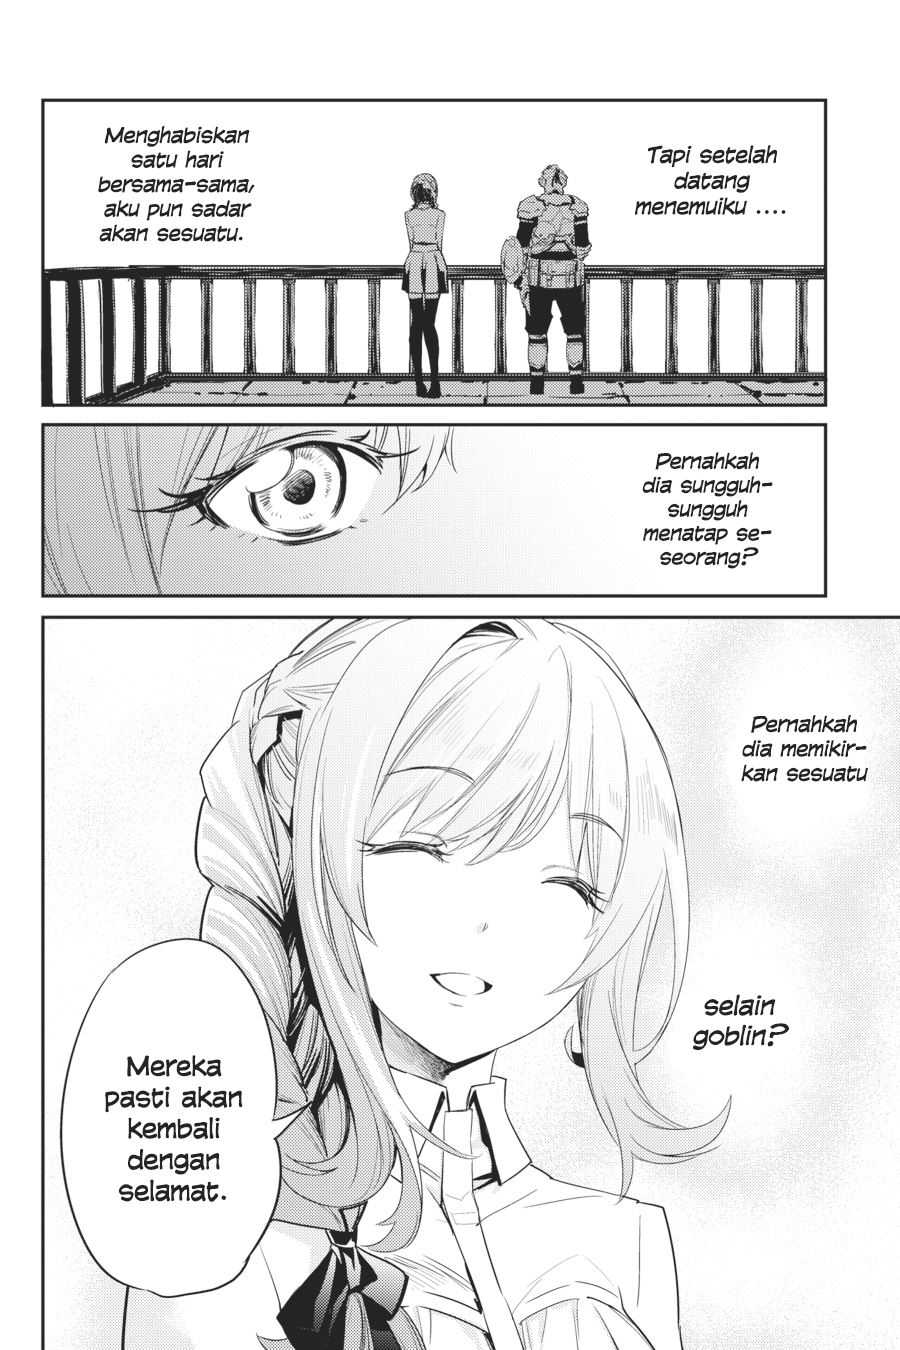 Tapi setelah
datang
menemuiku ....
Menghabiskan
satu hari
bersama-sama,
aku pun sadar
akan sesuatu.
Pernahkah
dia sungguh-
sungguh
menatap se-
seorang?
Pernahkah
dia memikir-
kan sesuatu
selain
goblin?
Mereka
pasti akan
kembali
dengan
selamat.